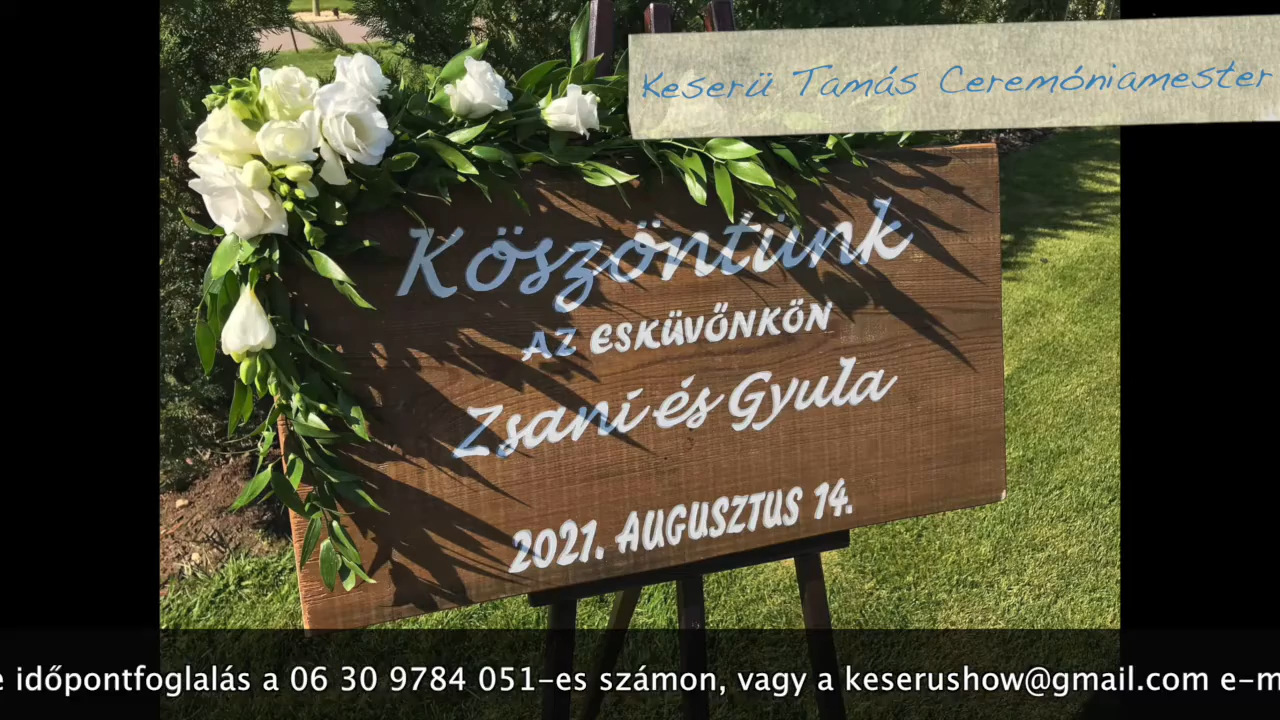 Keserü Tamás Ceremóniamester
Köszöntünk
AZ ESKÜVŐNKÖN
Zsani és Gyula
2021. AUGUSZTUS 14.
időpontfoglalás a 06 30 9784 051-es számon, vagy a keserushow@gmail.com